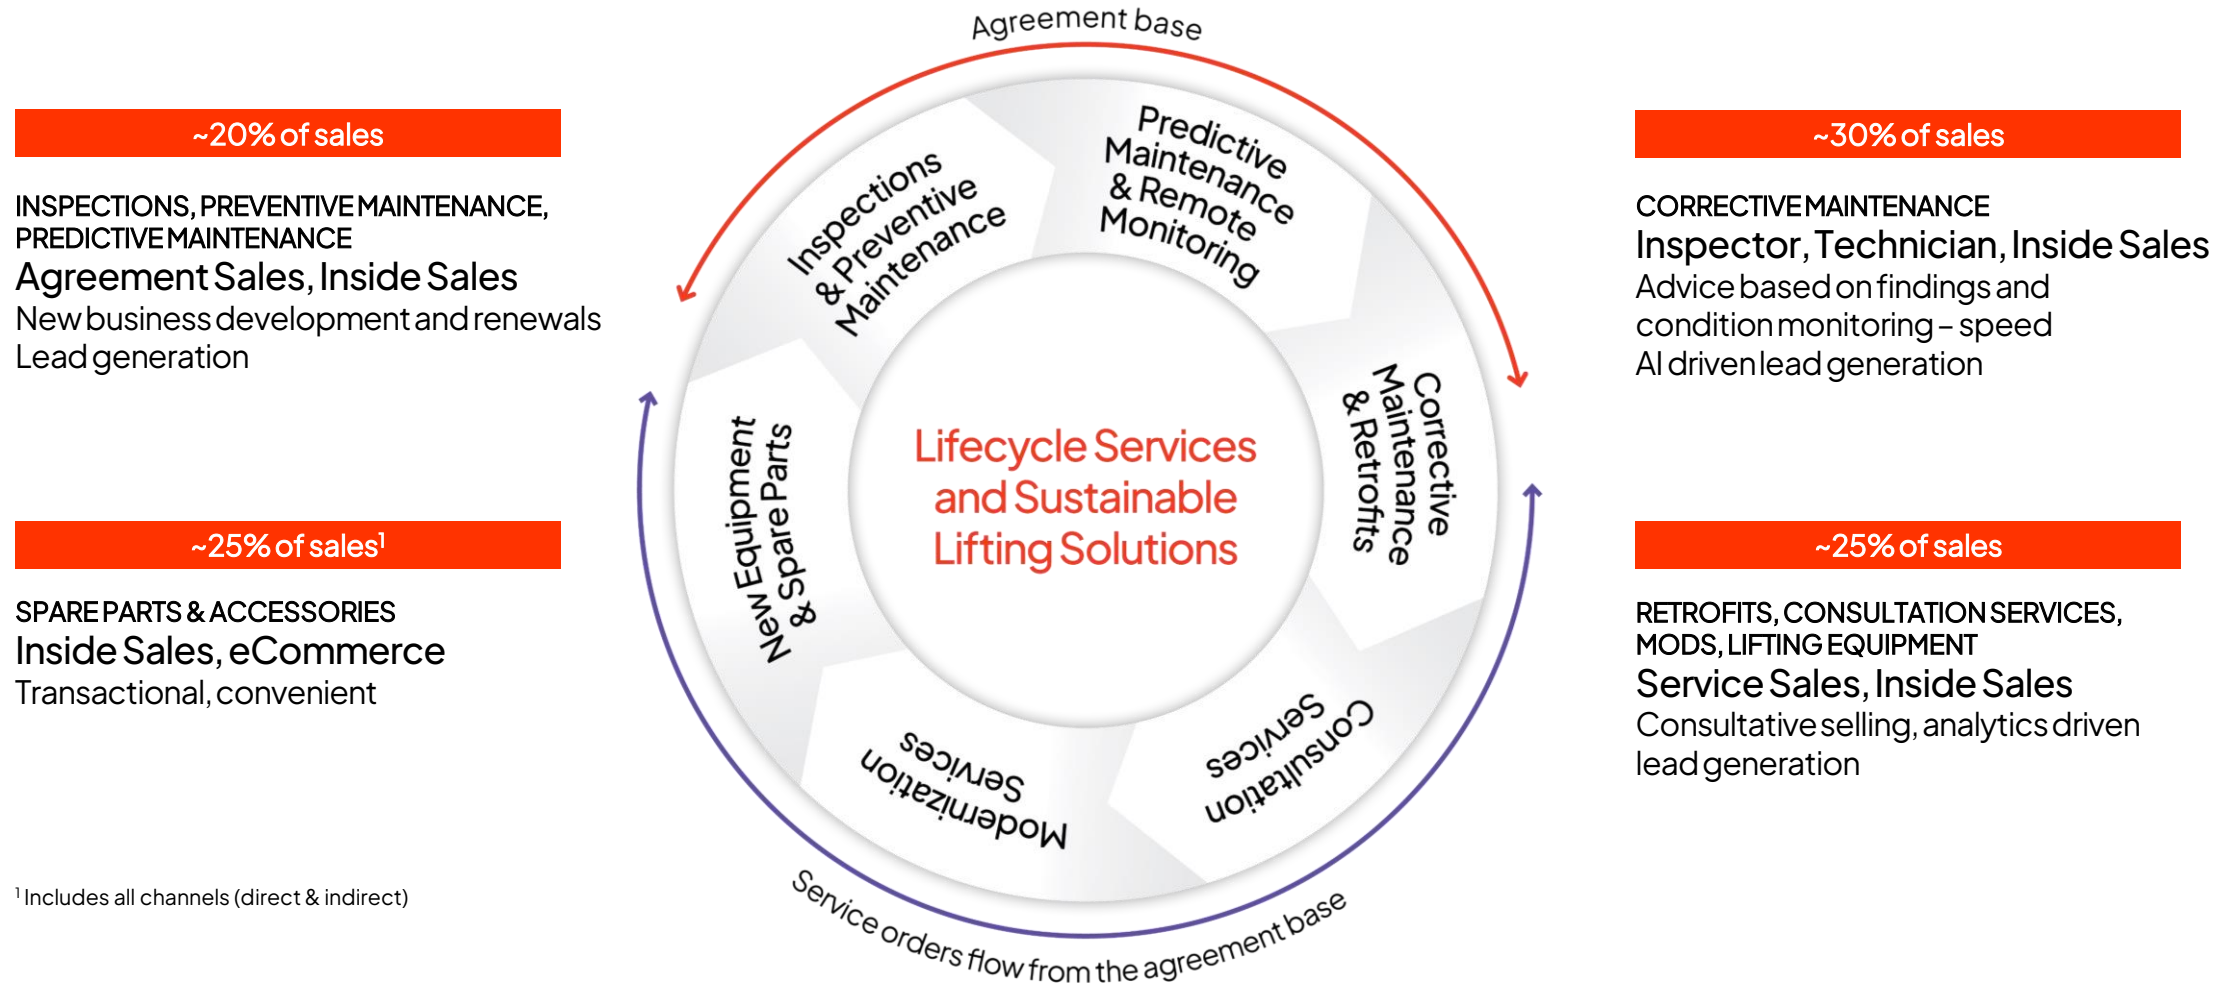 Agreement base
~20% of sales
INSPECTIONS, PREVENTIVE MAINTENANCE,
PREDICTIVE MAINTENANCE
Agreement Sales, Inside Sales
New business development and renewals
Lead generation
~25% of sales¹
SPARE PARTS & ACCESSORIES
Inside Sales, eCommerce
Transactional, convenient
¹ Includes all channels (direct & indirect)
Inspections
& Preventive
Maintenance
Predictive
Maintenance
& Remote
Monitoring
Corrective
Maintenance
& Retrofits
Consultation
Services
Modernization
Services
New Equipment
& Spare Parts
Lifecycle Services
and Sustainable
Lifting Solutions
Service orders flow from the agreement base
~30% of sales
CORRECTIVE MAINTENANCE
Inspector, Technician, Inside Sales
Advice based on findings and
condition monitoring – speed
AI driven lead generation
~25% of sales
RETROFITS, CONSULTATION SERVICES,
MODS, LIFTING EQUIPMENT
Service Sales, Inside Sales
Consultative selling, analytics driven
lead generation